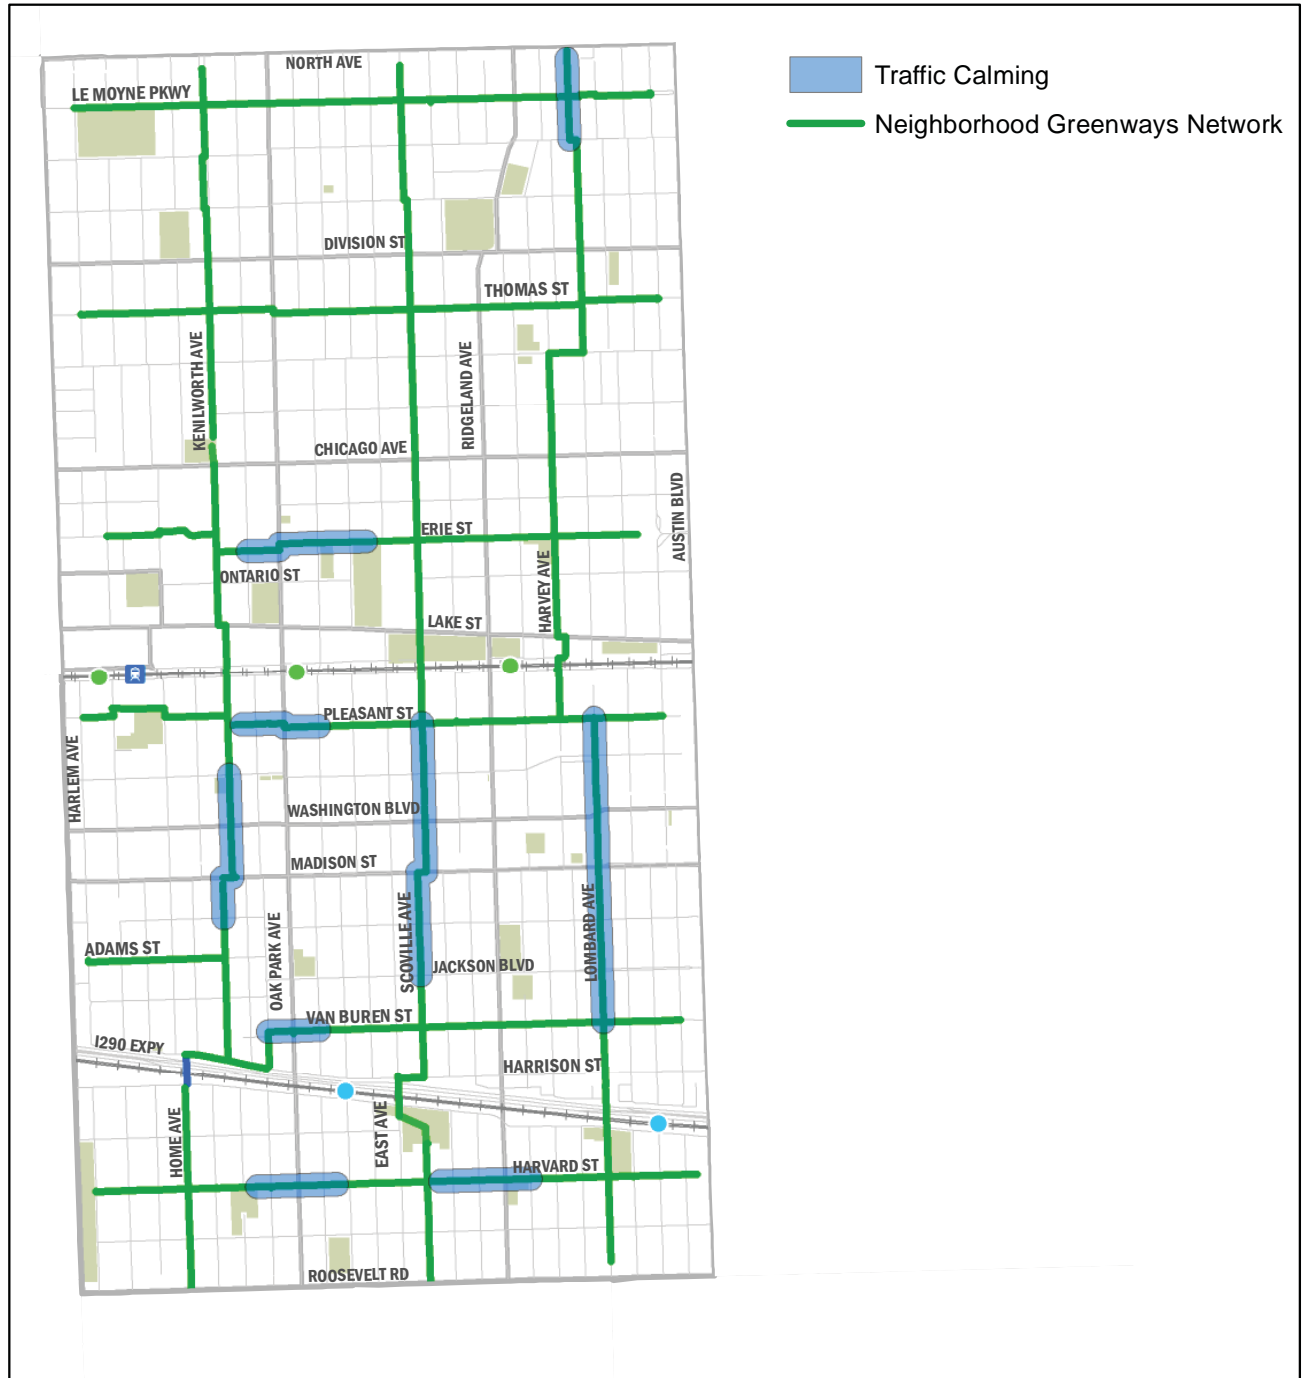 NORTH AVE
Traffic Calming
LE MOYNE PKWY
Neighborhood Greenways Network
DIVISION ST
THOMAS ST
KENILWORTH AVE
RIDGELAND AVE
CHICAGO AVE
AUSTIN BLVD
ERIE ST
ONTARIO ST
HARVEY AVE
LAKE ST
PLEASANT ST
HARLEM AVE
WASHINGTON BLVD
MADISON ST
SCOVILLE AVE
LOMBARD AVE
OAK PARK AVE
ADAMS ST
JACKSON BLVD
VAN BUREN ST
I290 EXPY
HARRISON ST
HOME AVE
EAST AVE
HARVARD ST
ROOSEVELT RD